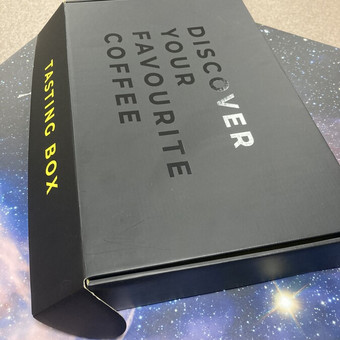 DISCOVER
YOUR
FAVOURITE
COFFEE
TASTING BOX